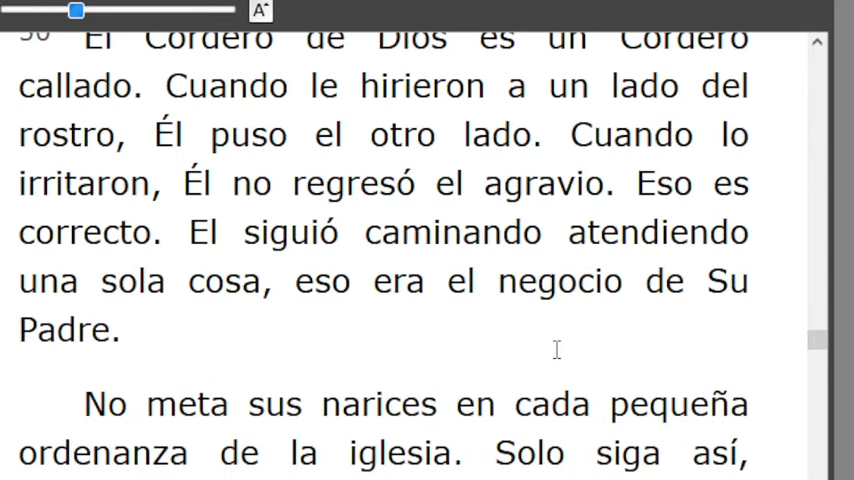 A
50 El Cordero de Dios es un Cordero
callado. Cuando le hirieron a un lado del
rostro, Él puso el otro lado. Cuando lo
irritaron, Él no regresó el agravio. Eso es
correcto. El siguió caminando atendiendo
una sola cosa, eso era el negocio de Su
Padre.
No meta sus narices en cada pequeña
ordenanza de la iglesia. Solo siga así,